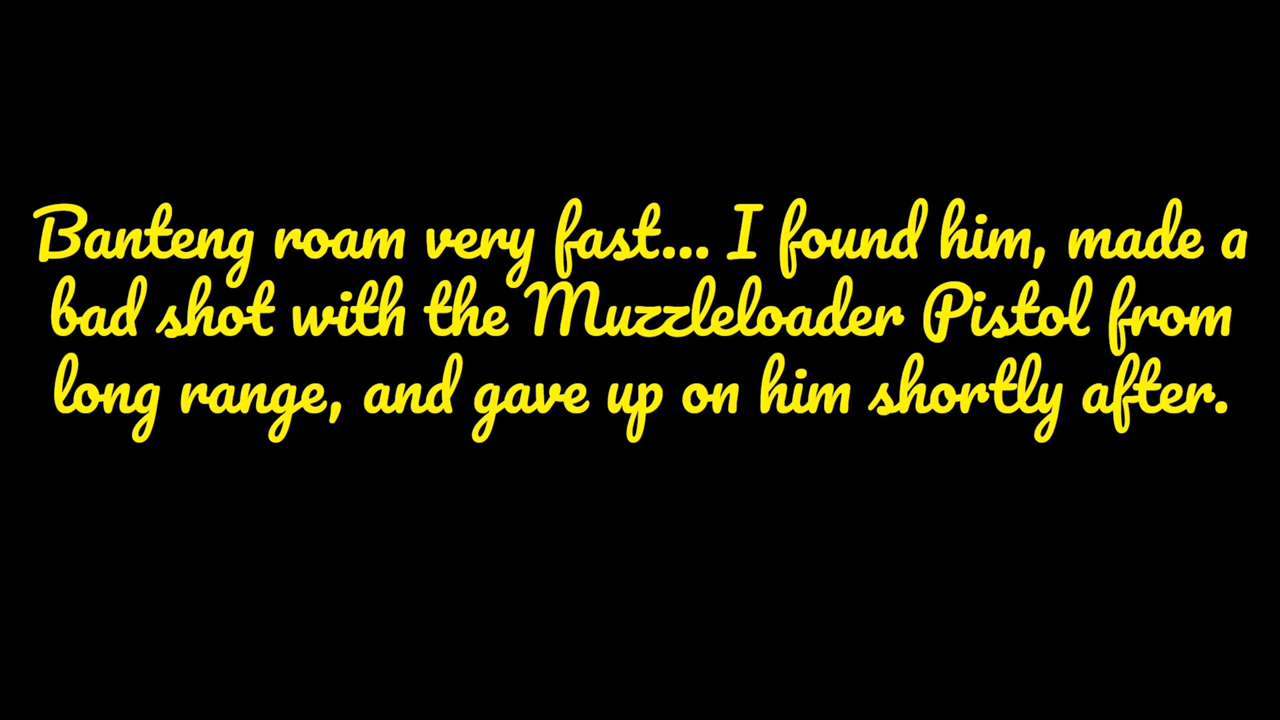 Banteng roam very fast... I found him, made a
bad shot with the Muzzleloader Pistol from
long range, and gave up on him shortly after.